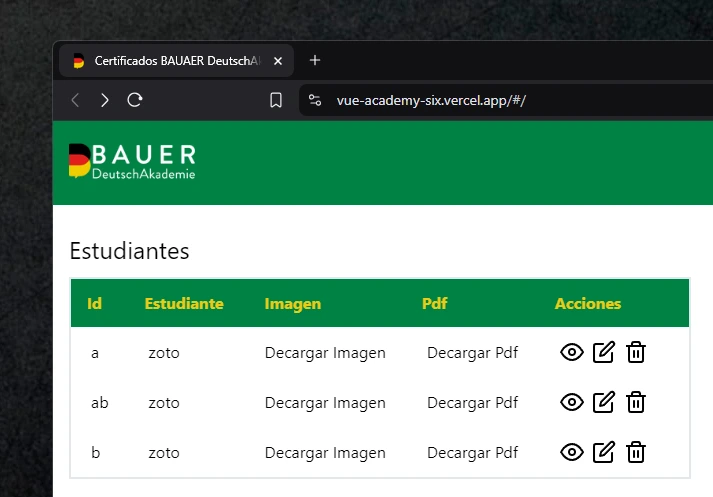 Certificados BAUAER DeutschA
vue-academy-six.vercel.app/#/
BAUER
DeutschAkademie
Estudiantes
Id Estudiante Imagen Pdf Acciones
a zoto Decargar Imagen Decargar Pdf
ab zoto Decargar Imagen Decargar Pdf
b zoto Decargar Imagen Decargar Pdf